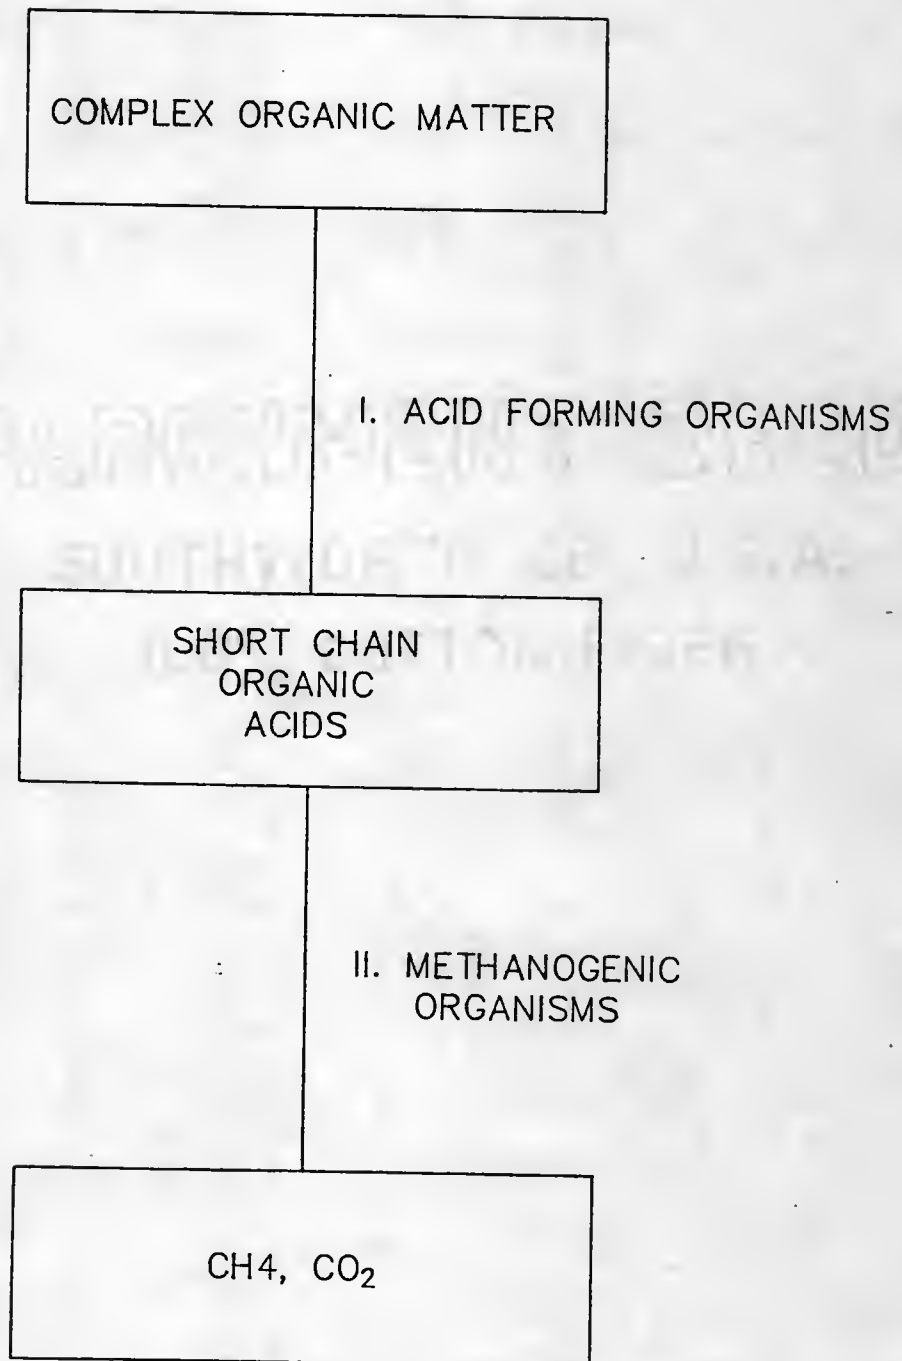 COMPLEX ORGANIC MATTER
I. ACID FORMING ORGANISMS
SHORT CHAIN
ORGANIC
ACIDS
II. METHANOGENIC
ORGANISMS
CH4, CO₂